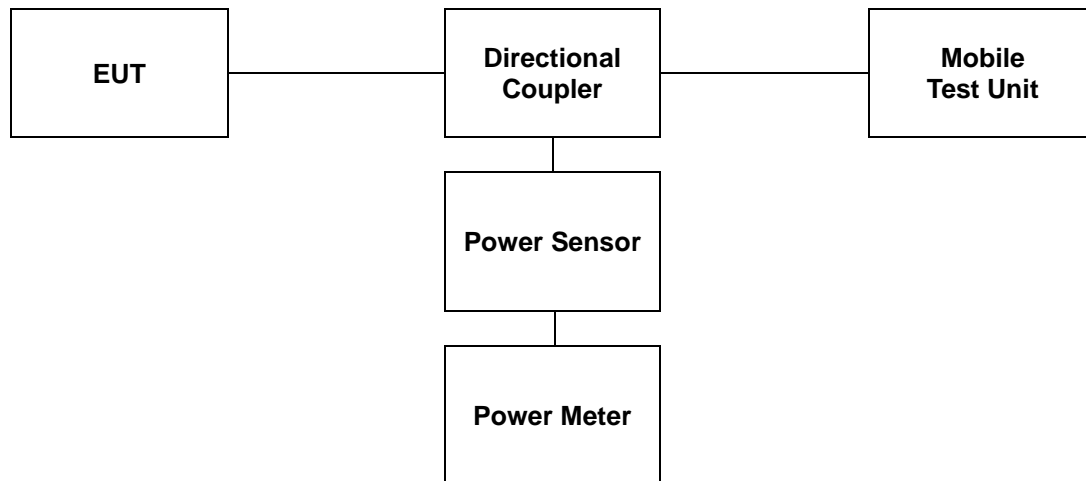 EUT
Directional
Coupler
Mobile
Test Unit
Power Sensor
Power Meter